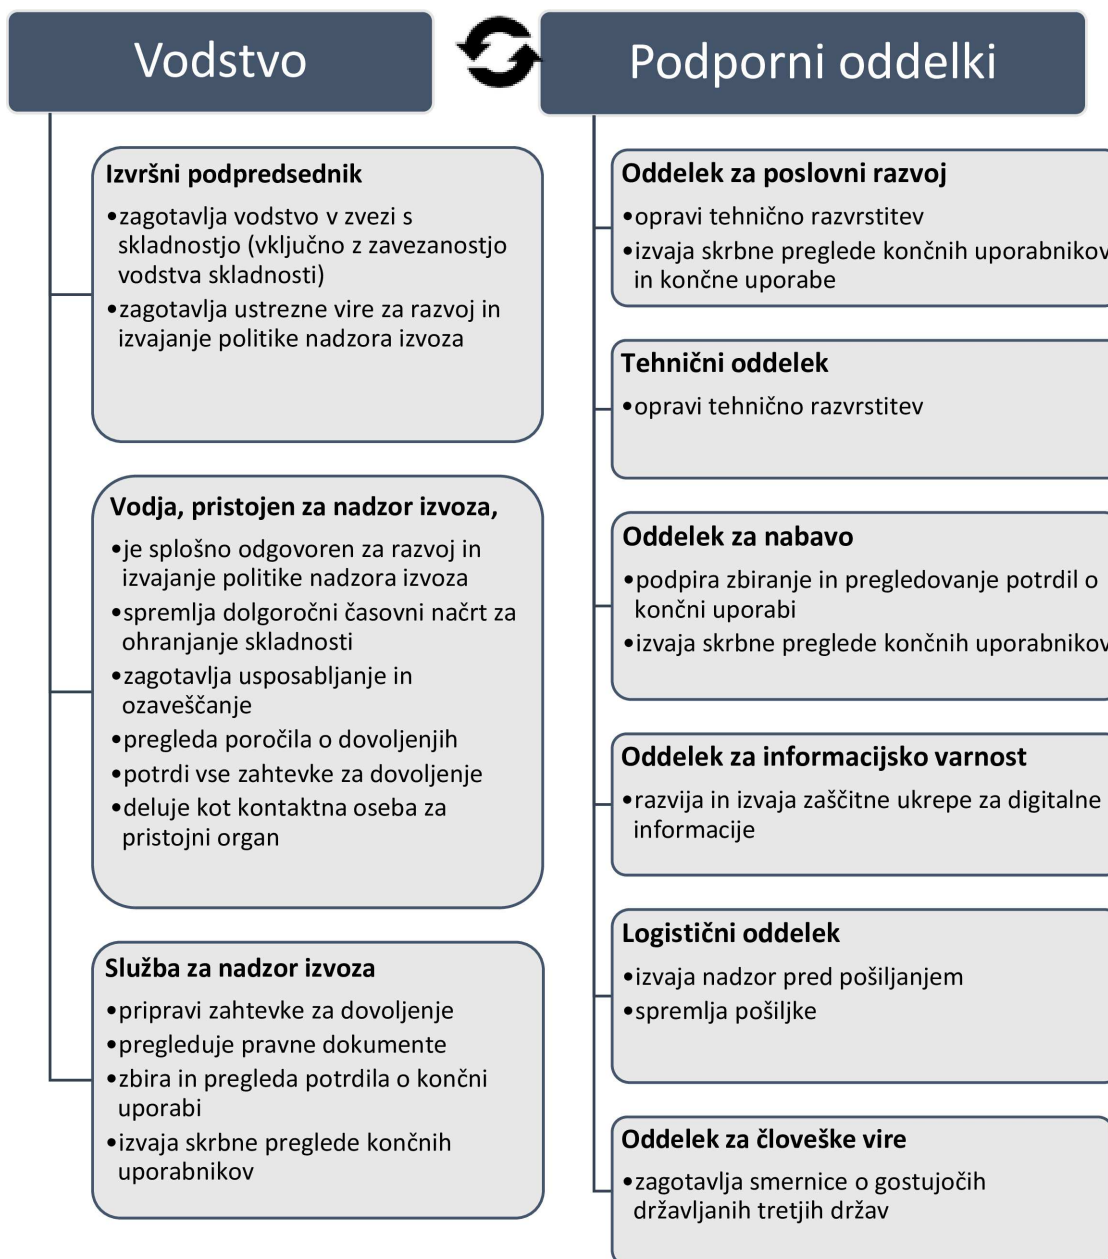 Vodstvo
Izvršni podpredsednik
•zagotavlja vodstvo v zvezi s
skladnostjo (vključno z zavezanostjo
vodstva skladnosti)
•zagotavlja ustrezne vire za razvoj in
izvajanje politike nadzora izvoza
Vodja, pristojen za nadzor izvoza,
•je splošno odgovoren za razvoj in
izvajanje politike nadzora izvoza
•spremlja dolgoročni časovni načrt za
ohranjanje skladnosti
•zagotavlja usposabljanje in
ozaveščanje
•pregleda poročila o dovoljenjih
•potrdi vse zahtevke za dovoljenje
•deluje kot kontaktna oseba za
pristojni organ
Služba za nadzor izvoza
•pripravi zahtevke za dovoljenje
•pregleduje pravne dokumente
•zbira in pregleda potrdila o končni
uporabi
•izvaja skrbne preglede končnih
uporabnikov
Podporni oddelki
Oddelek za poslovni razvoj
•opravi tehnično razvrstitev
•izvaja skrbne preglede končnih uporabnikov
in končne uporabe
Tehnični oddelek
•opravi tehnično razvrstitev
Oddelek za nabavo
•podpira zbiranje in pregledovanje potrdil o
končni uporabi
•izvaja skrbne preglede končnih uporabnikov
Oddelek za informacijsko varnost
•razvija in izvaja zaščitne ukrepe za digitalne
informacije
Logistični oddelek
•izvaja nadzor pred pošiljanjem
•spremlja pošiljke
Oddelek za človeške vire
•zagotavlja smernice o gostujočih
državljanih tretjih držav